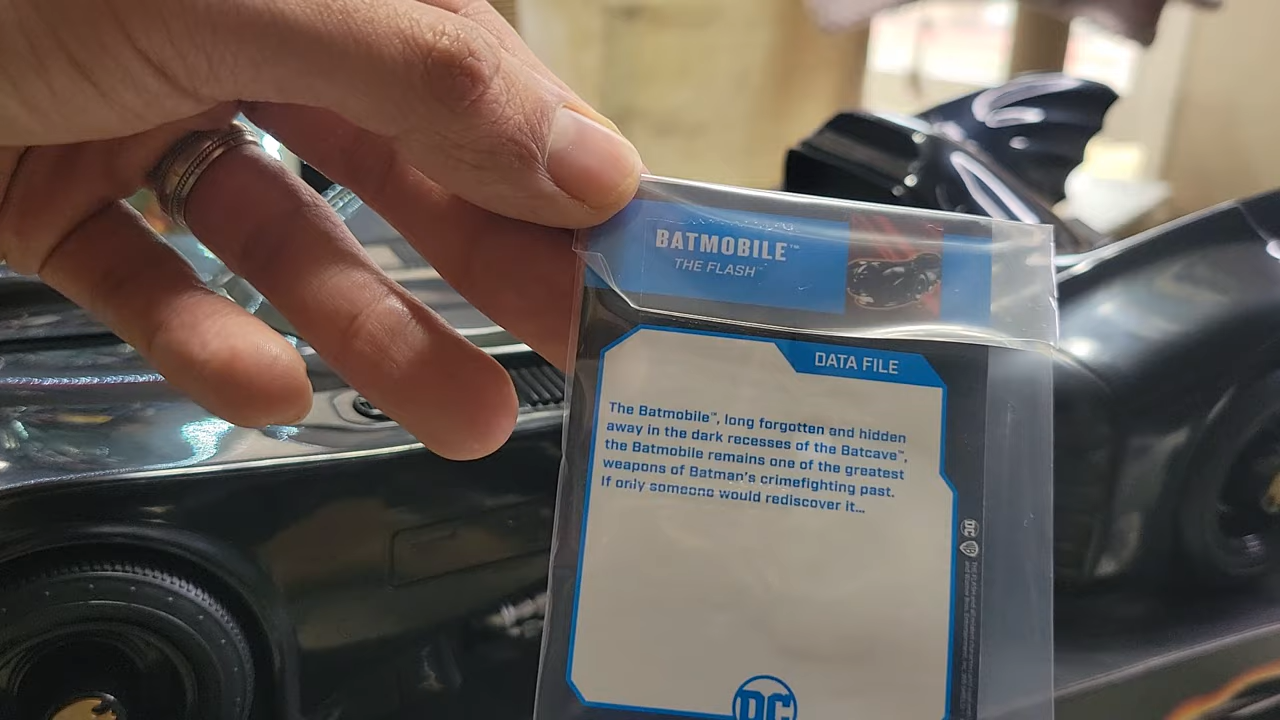 BATMOBILE™
THE FLASH™
DATA FILE
The Batmobile™, long forgotten and hidden
away in the dark recesses of the Batcave™,
the Batmobile remains one of the greatest
weapons of Batman's crimefighting past.
If only someone would rediscover it...
DC
DC